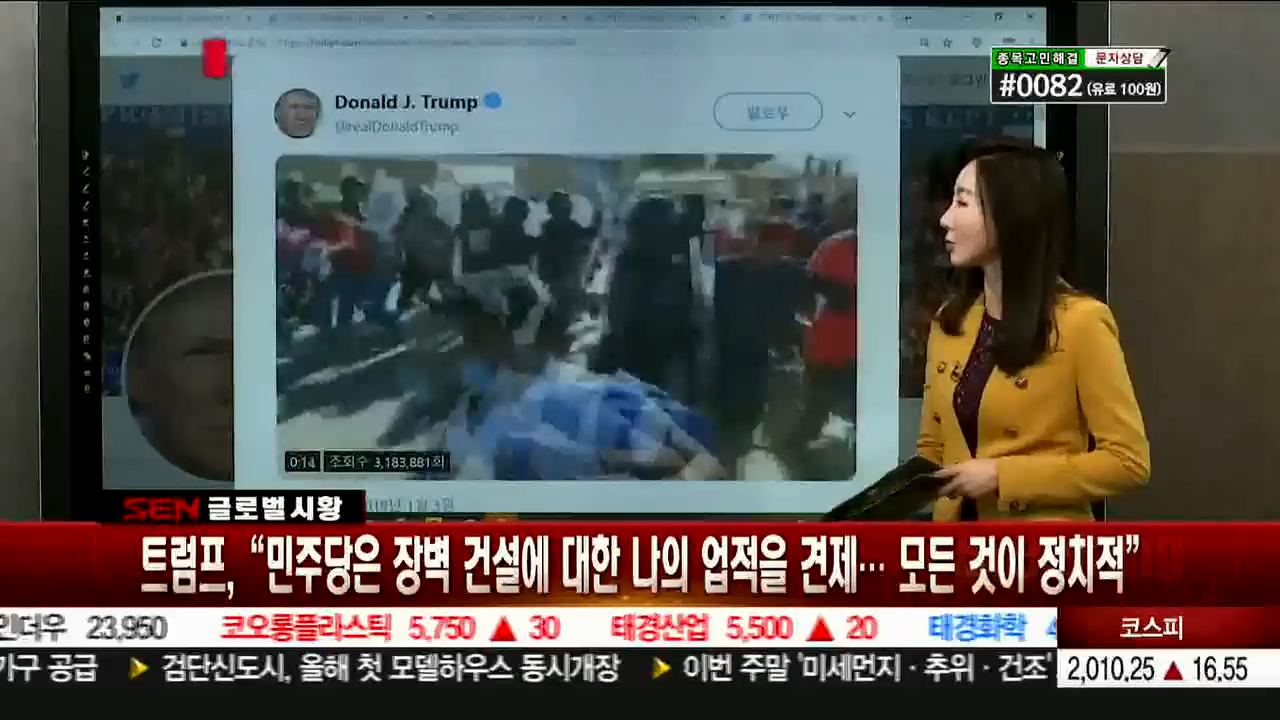 종목고민해결 문자상담
#0082 (유료 100원)
Donald J. Trump
@realDonaldTrump
팔로우
0:14 조회수 3,183,881회
SEN 글로벌시황
트럼프, “민주당은 장벽 건설에 대한 나의 업적을 견제… 모든 것이 정치적”
인더우 23,950 코오롱플라스틱 5,750 ▲ 30 태경산업 5,500 ▲ 20 태경화학
코스피
가구 공급 ▶ 검단신도시, 올해 첫 모델하우스 동시개장 ▶ 이번 주말 '미세먼지·추위·건조'
2,010.25 ▲ 16.55